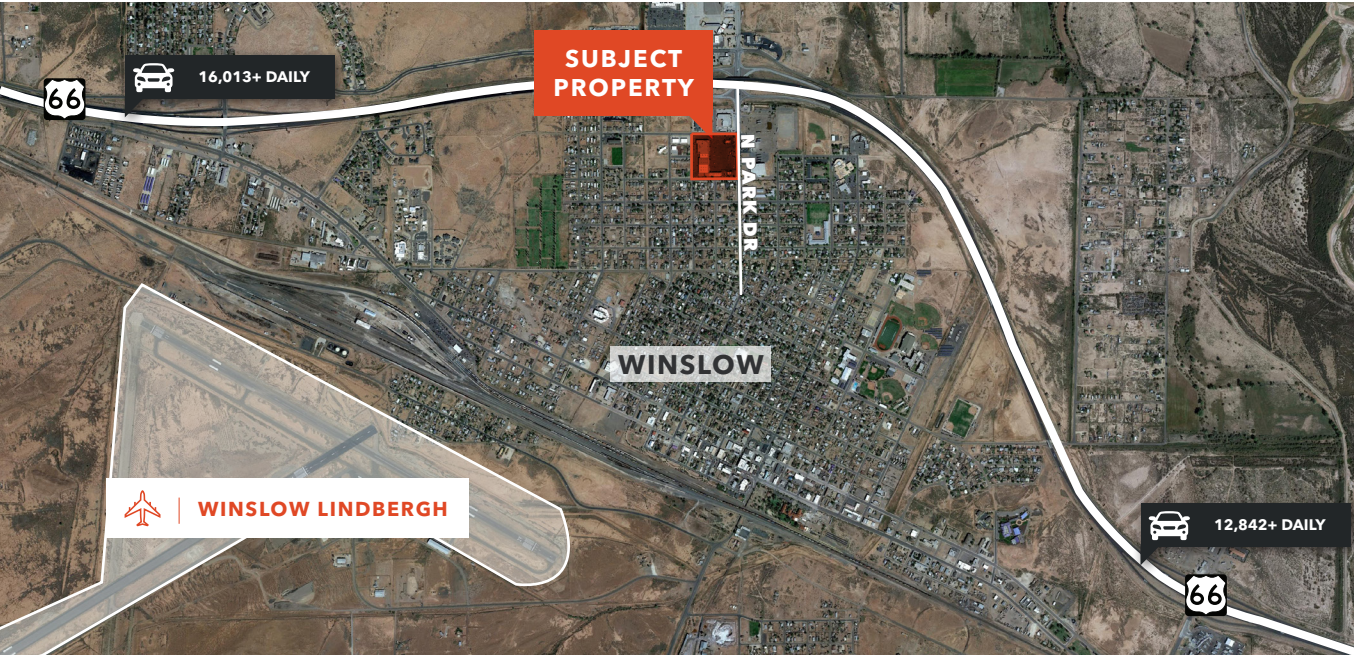 66
16,013+ DAILY
SUBJECT
PROPERTY
N PARK DR
WINSLOW
WINSLOW LINDBERGH
12,842+ DAILY
66